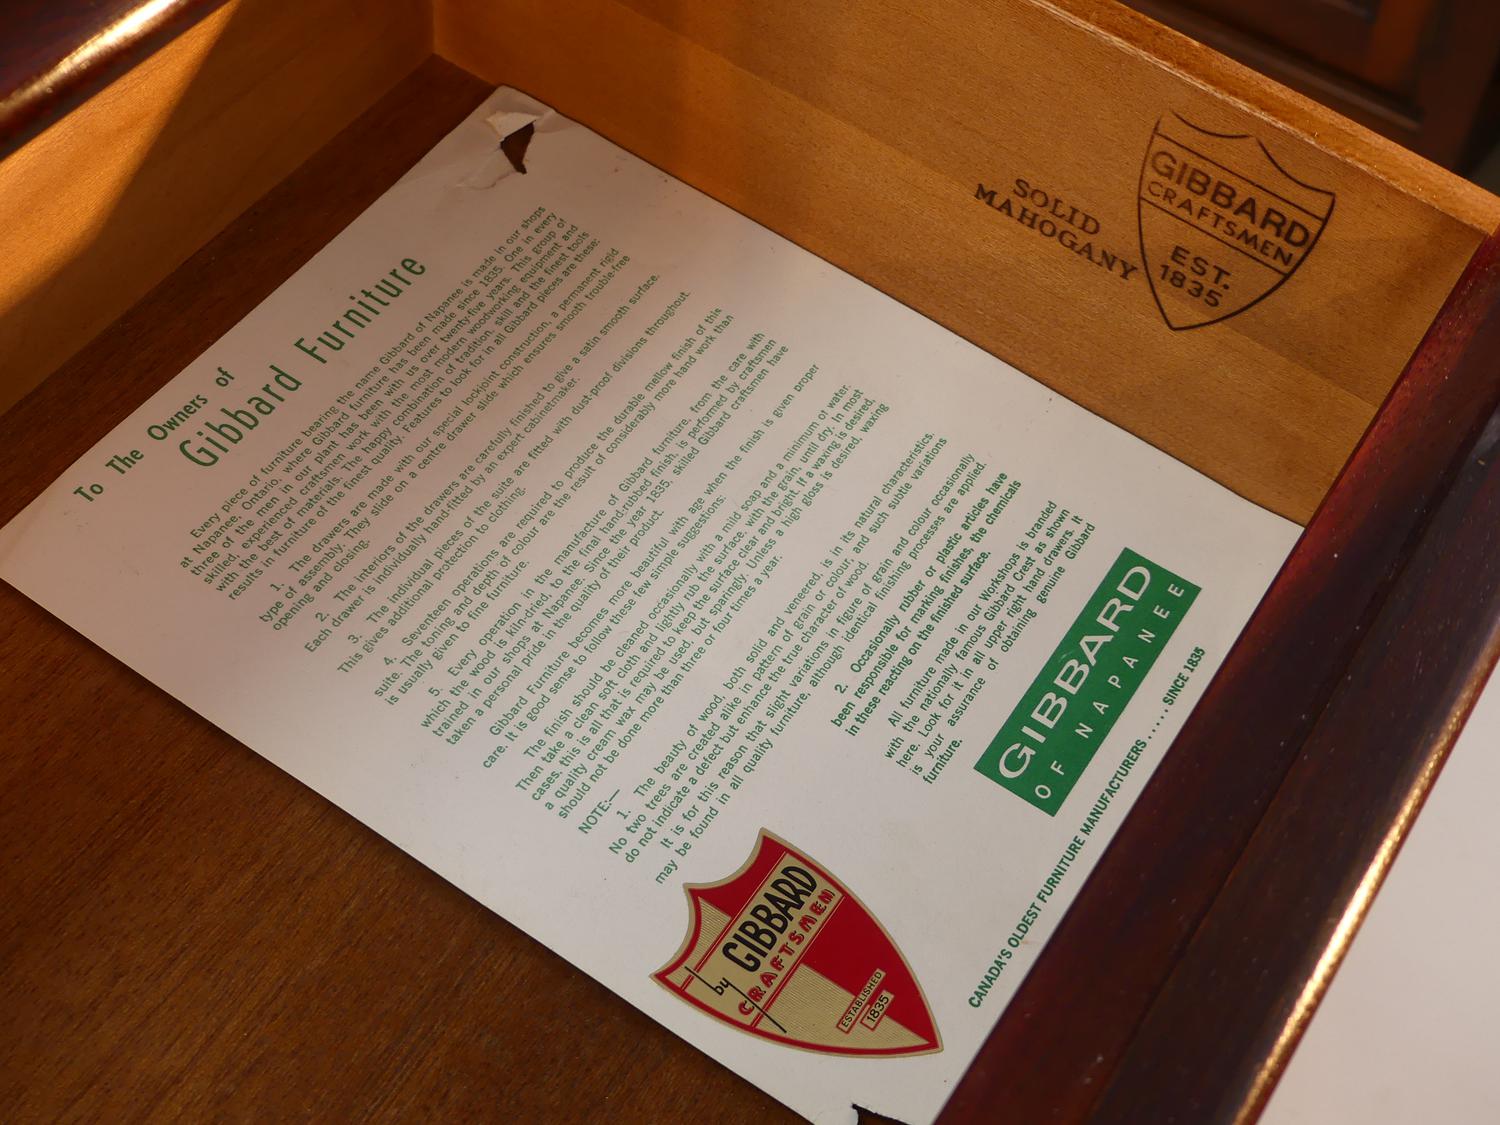 To The Owners of
Gibbard Furniture
Every piece of furniture bearing the name Gibbard of Napanee is made in our shops
at Napanee, Ontario, where Gibbard furniture has been made since 1835. One in every
three of the men in our plant has been with us over twenty-five years. This group of
skilled, experienced craftsmen work with the most modern woodworking equipment and
with the best of materials. The happy combination of tradition, skill and the finest tools
results in furniture of the finest quality. Features to look for in all Gibbard pieces are these:
1. The drawers are made with our special lockjoint construction, a permanent rigid
type of assembly. They slide on a centre drawer slide which ensures smooth trouble-free
opening and closing.
2. The interiors of the drawers are carefully finished to give a satin smooth surface.
Each drawer is individually hand-fitted by an expert cabinetmaker.
3. The individual pieces of the suite are fitted with dust-proof divisions throughout.
This gives additional protection to clothing.
4. Seventeen operations are required to produce the durable mellow finish of this
suite. The toning and depth of colour are the result of considerably more hand work than
is usually given to fine furniture.
5. Every operation in the manufacture of Gibbard furniture, from the care with
which the wood is kiln-dried, to the final hand-rubbed finish, is performed by craftsmen
trained in our shops at Napanee. Since the year 1835, skilled Gibbard craftsmen have
taken a personal pride in the quality of their product.
Gibbard Furniture becomes more beautiful with age when the finish is given proper
care. It is good sense to follow these few simple suggestions:
The finish should be cleaned occasionally with a mild soap and a minimum of water.
Then take a clean soft cloth and lightly rub the surface, with the grain, until dry. In most
cases, this is all that is required to keep the surface clear and bright. If a waxing is desired,
a quality cream wax may be used, but sparingly. Unless a high gloss is desired, waxing
should not be done more than three or four times a year.
NOTE:—
1. The beauty of wood, both solid and veneered, is in its natural characteristics.
No two trees are created alike in pattern of grain or colour, and such subtle variations
do not indicate a defect but enhance the true character of wood.
It is for this reason that slight variations in figure of grain and colour occasionally
may be found in all quality furniture, although identical finishing processes are applied.
2. Occasionally rubber or plastic articles have
been responsible for marking finishes, the chemicals
in these reacting on the finished surface.
All furniture made in our Workshops is branded
with the nationally famous Gibbard Crest as shown
here. Look for it in all upper right hand drawers. It
is your assurance of obtaining genuine Gibbard
furniture.
GIBBARD
OF NAPANEE
CANADA'S OLDEST FURNITURE MANUFACTURERS ...... SINCE 1835
by GIBBARD
CRAFTSMEN
ESTABLISHED
1835
SOLID
MAHOGANY
GIBBARD
CRAFTSMEN
EST.
1835